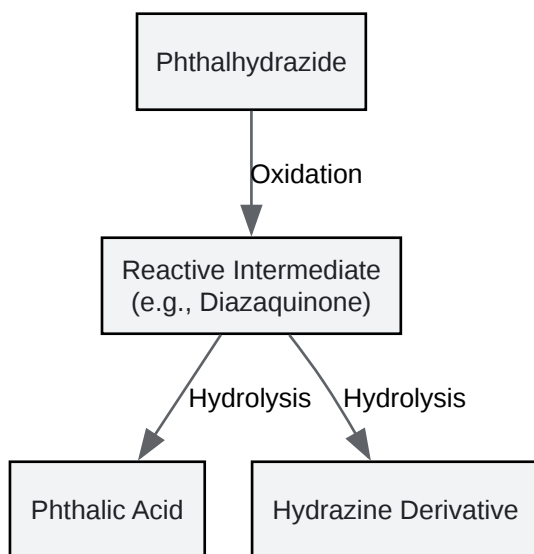 Phthalhydrazide
Oxidation
Reactive Intermediate
(e.g., Diazaquinone)
Hydrolysis
Hydrolysis
Phthalic Acid
Hydrazine Derivative